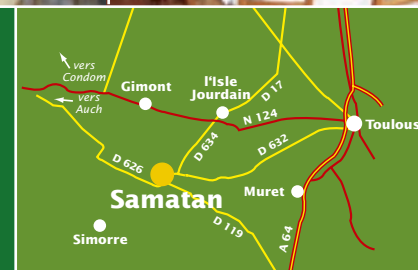 vers
Condom
Gimont
l'Isle
Jourdain
D 17
vers
Auch
N 124
Toulous
D 634
D 632
D 626
Samatan
Muret
D 119
Simorre
A 64